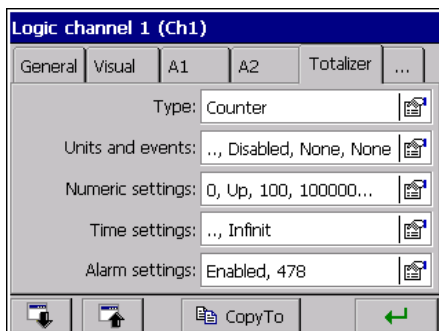 Logic channel 1 (Ch1)
General Visual A1 A2 Totalizer ...
Type: Counter
Units and events: .., Disabled, None, None
Numeric settings: 0, Up, 100, 100000...
Time settings: .., Infinit
Alarm settings: Enabled, 478
CopyTo